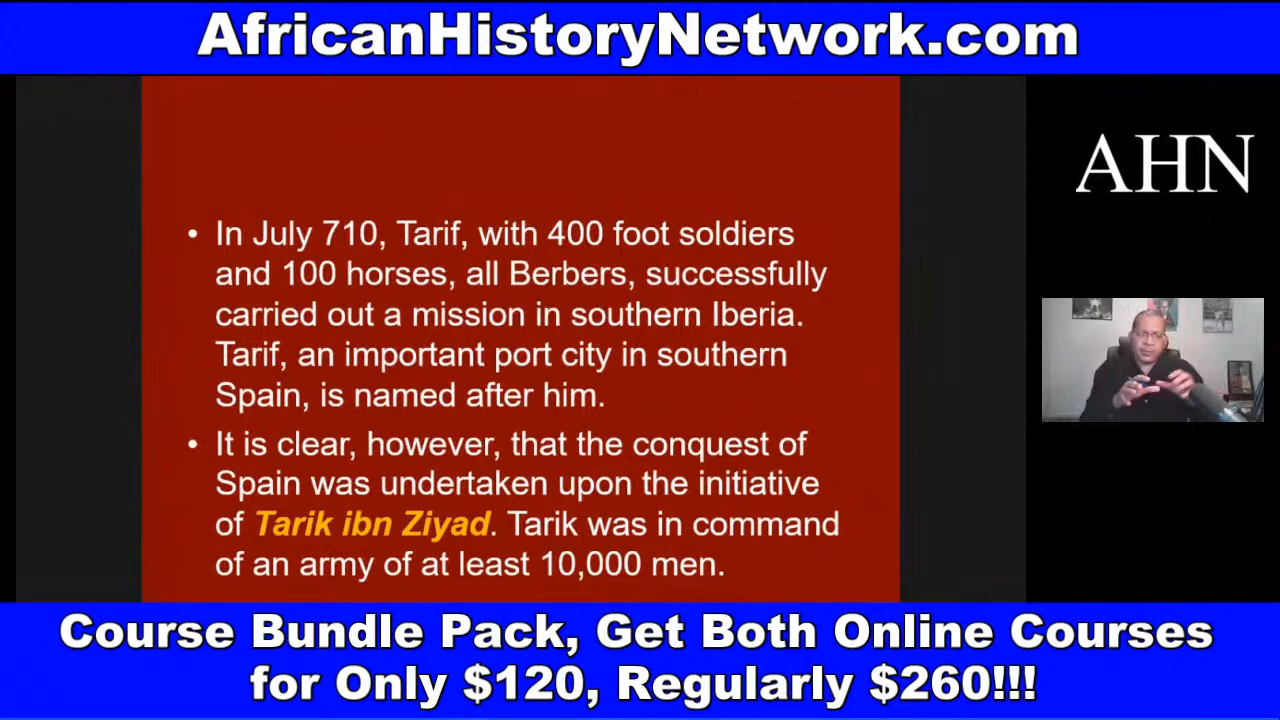 AfricanHistoryNetwork.com
AHN
• In July 710, Tarif, with 400 foot soldiers
and 100 horses, all Berbers, successfully
carried out a mission in southern Iberia.
Tarif, an important port city in southern
Spain, is named after him.
• It is clear, however, that the conquest of
Spain was undertaken upon the initiative
of Tarik ibn Ziyad. Tarik was in command
of an army of at least 10,000 men.
Course Bundle Pack, Get Both Online Courses
for Only $120, Regularly $260!!!